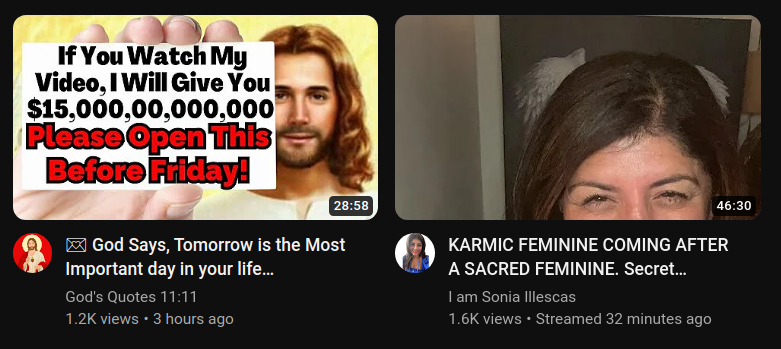 If You Watch My
Video, I Will Give You
$15,000,00,000,000
Please Open This
Before Friday!
28:58
✉ God Says, Tomorrow is the Most
Important day in your life...
God's Quotes 11:11
1.2K views • 3 hours ago
46:30
KARMIC FEMININE COMING AFTER
A SACRED FEMININE. Secret...
I am Sonia Illescas
1.6K views • Streamed 32 minutes ago